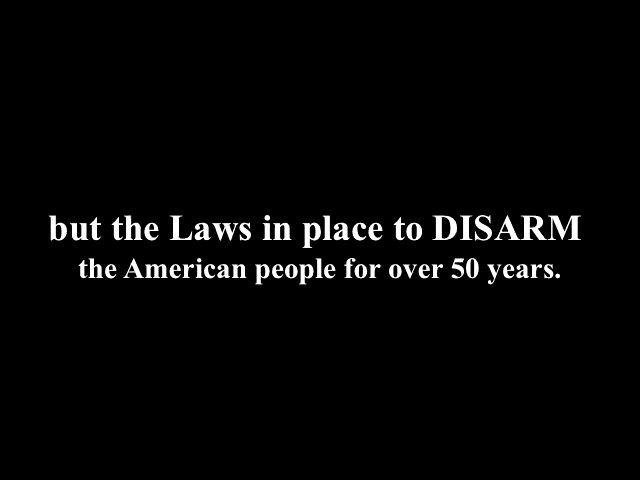 but the Laws in place to DISARM
the American people for over 50 years.